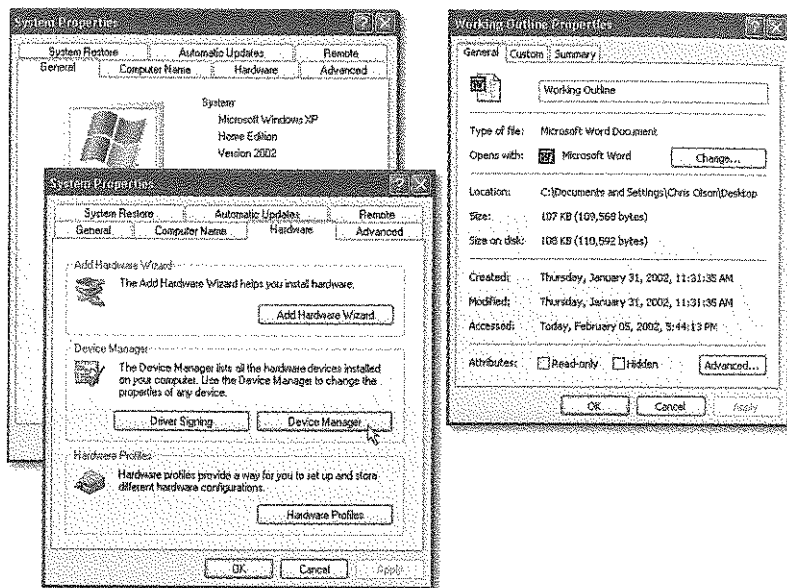 System Properties
System Restore Automatic Updates Remote
General Computer Name Hardware Advanced
System:
Microsoft Windows XP
Home Edition
Version 2002
System Properties
System Restore Automatic Updates Remote
General Computer Name Hardware Advanced
Add Hardware Wizard
The Add Hardware Wizard helps you install hardware.
Add Hardware Wizard
Device Manager
The Device Manager lists all the hardware devices installed
on your computer. Use the Device Manager to change the
properties of any device.
Driver Signing Device Manager
Hardware Profiles
Hardware profiles provide a way for you to set up and store
different hardware configurations.
Hardware Profiles
OK Cancel Apply
Working Outline Properties
General Custom Summary
Working Outline
Type of file: Microsoft Word Document
Opens with: Microsoft Word Change...
Location: C:\Documents and Settings\Chris Olson\Desktop
Size: 107 KB (109,568 bytes)
Size on disk: 108 KB (110,592 bytes)
Created: Thursday, January 31, 2002, 11:31:35 AM
Modified: Thursday, January 31, 2002, 11:31:35 AM
Accessed: Today, February 05, 2002, 5:44:13 PM
Attributes: Read-only Hidden Advanced...
OK Cancel Apply